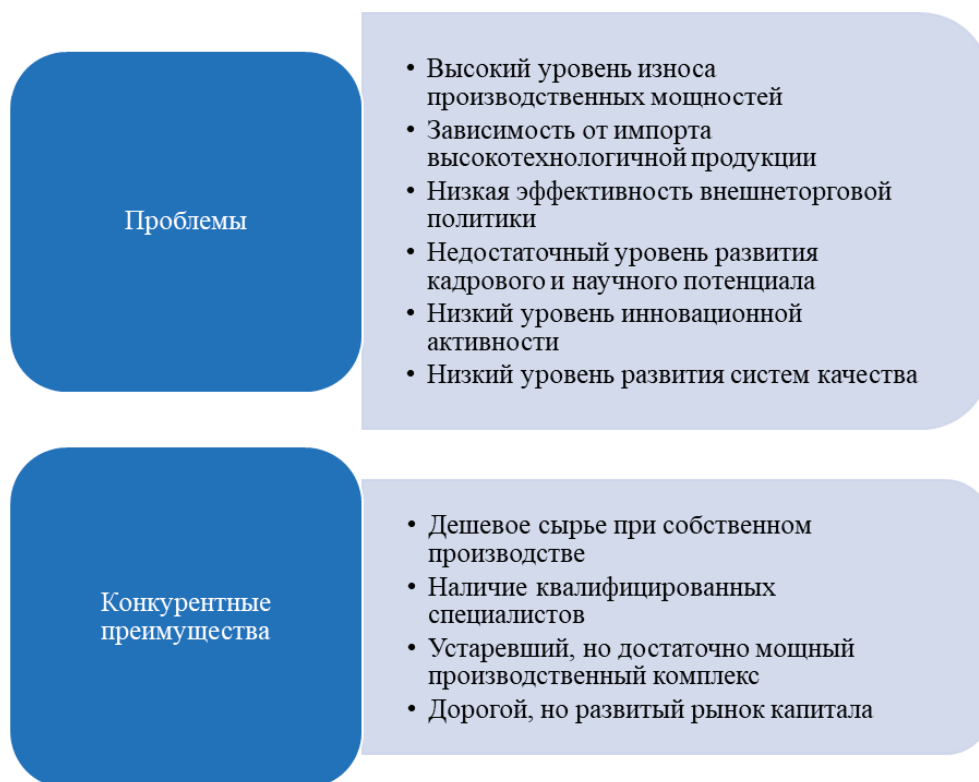 Проблемы
• Высокий уровень износа
производственных мощностей
• Зависимость от импорта
высокотехнологичной продукции
• Низкая эффективность внешнеторговой
политики
• Недостаточный уровень развития
кадрового и научного потенциала
• Низкий уровень инновационной
активности
• Низкий уровень развития систем качества
Конкурентные
преимущества
• Дешевое сырье при собственном
производстве
• Наличие квалифицированных
специалистов
• Устаревший, но достаточно мощный
производственный комплекс
• Дорогой, но развитый рынок капитала